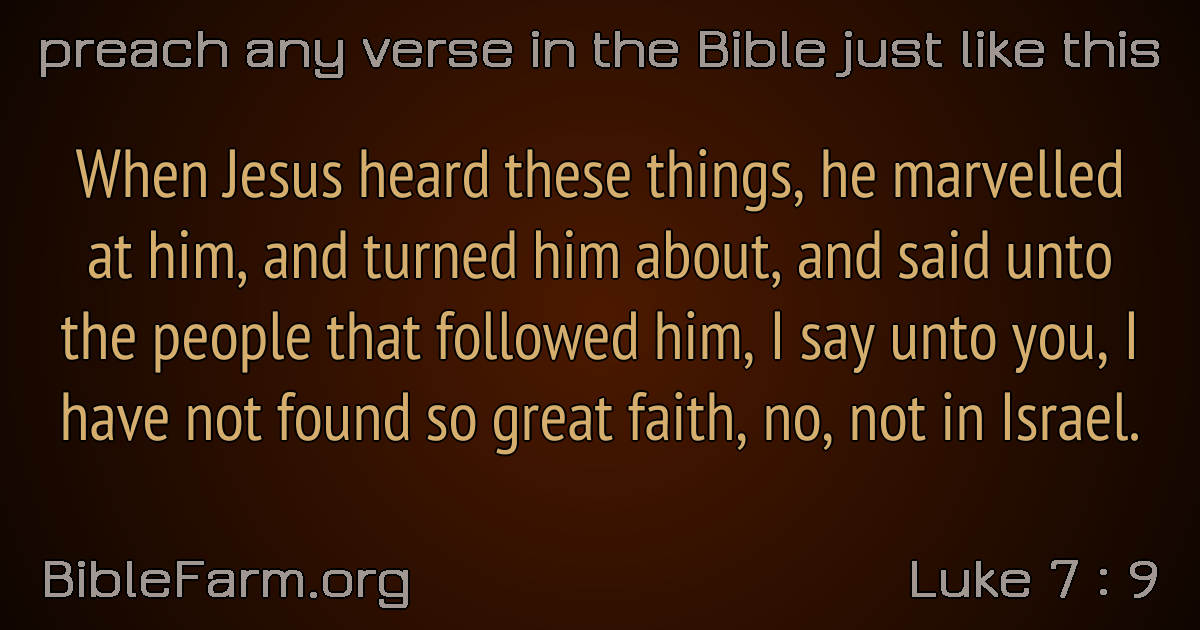 preach any verse in the Bible just like this
When Jesus heard these things, he marvelled
at him, and turned him about, and said unto
the people that followed him, I say unto you, I
have not found so great faith, no, not in Israel.
BibleFarm.org
Luke 7 : 9